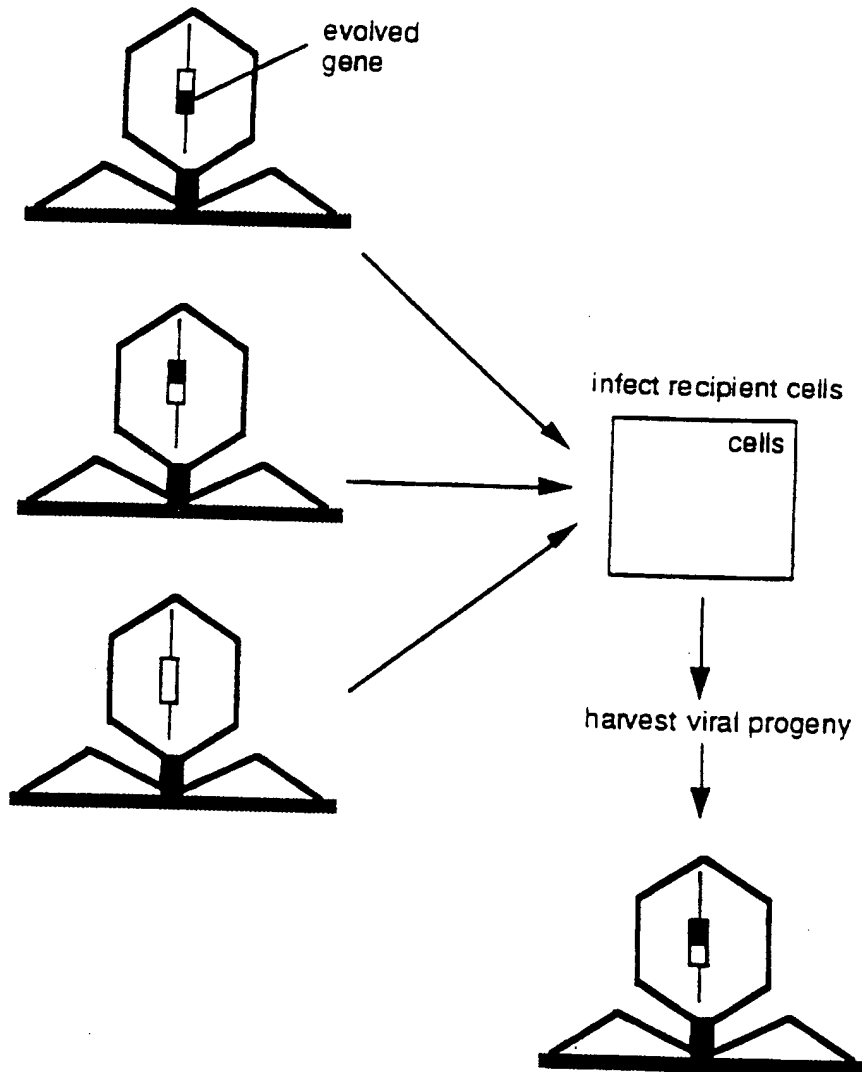 evolved
gene
infect recipient cells
cells
harvest viral progeny